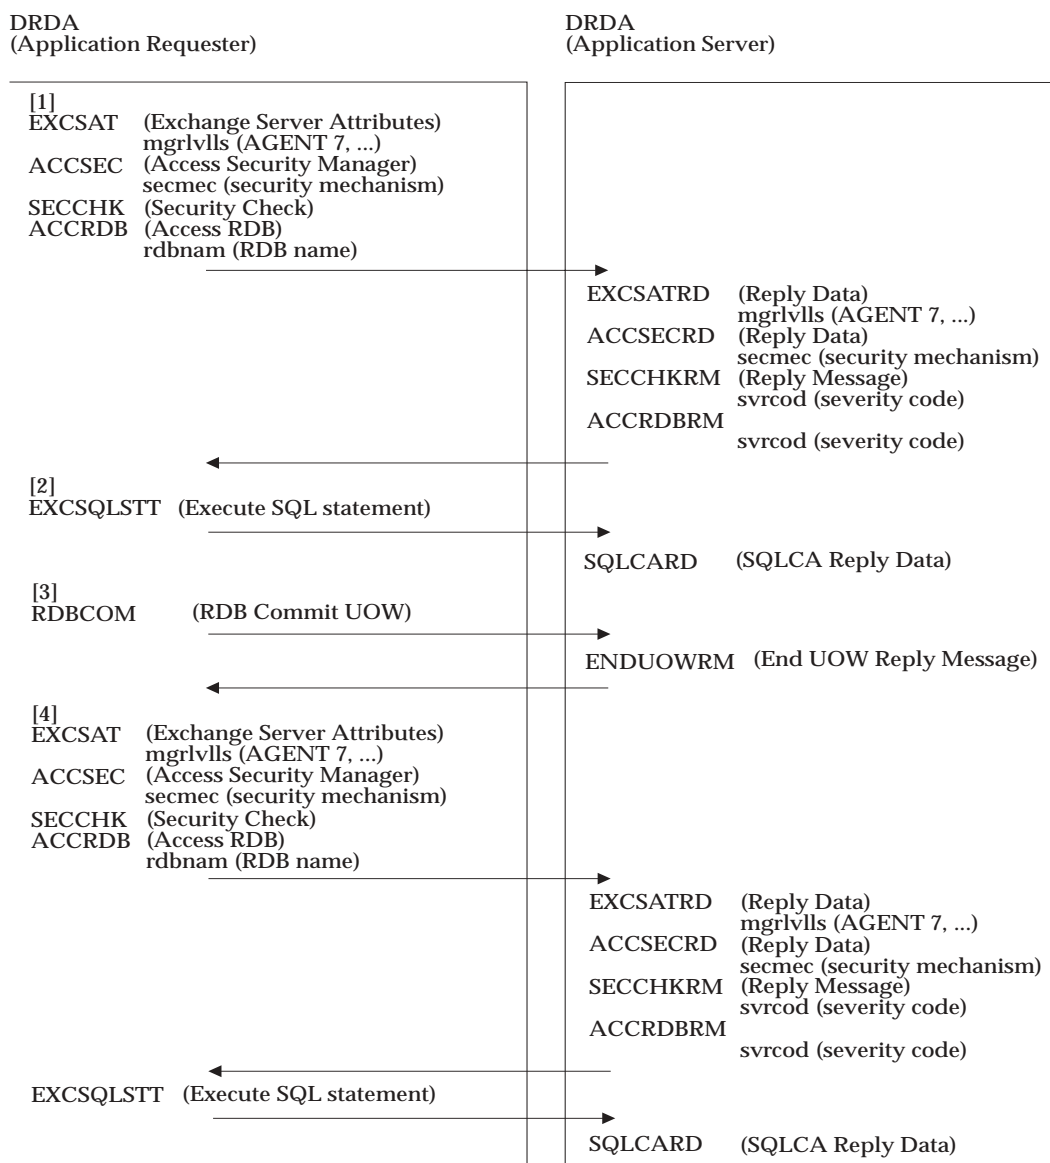 DRDA
(Application Requester)
DRDA
(Application Server)
[1]
EXCSAT (Exchange Server Attributes)
mgrlvlls (AGENT 7, ...)
ACCSEC (Access Security Manager)
secmec (security mechanism)
SECCHK (Security Check)
ACCRDB (Access RDB)
rdbnam (RDB name)
EXCSATRD (Reply Data)
mgrlvlls (AGENT 7, ...)
ACCSECRD (Reply Data)
secmec (security mechanism)
SECCHKRM (Reply Message)
svrcod (severity code)
ACCRDBRM
svrcod (severity code)
[2]
EXCSQLSTT (Execute SQL statement)
SQLCARD (SQLCA Reply Data)
[3]
RDBCOM (RDB Commit UOW)
ENDUOWRM (End UOW Reply Message)
[4]
EXCSAT (Exchange Server Attributes)
mgrlvlls (AGENT 7, ...)
ACCSEC (Access Security Manager)
secmec (security mechanism)
SECCHK (Security Check)
ACCRDB (Access RDB)
rdbnam (RDB name)
EXCSATRD (Reply Data)
mgrlvlls (AGENT 7, ...)
ACCSECRD (Reply Data)
secmec (security mechanism)
SECCHKRM (Reply Message)
svrcod (severity code)
ACCRDBRM
svrcod (severity code)
EXCSQLSTT (Execute SQL statement)
SQLCARD (SQLCA Reply Data)